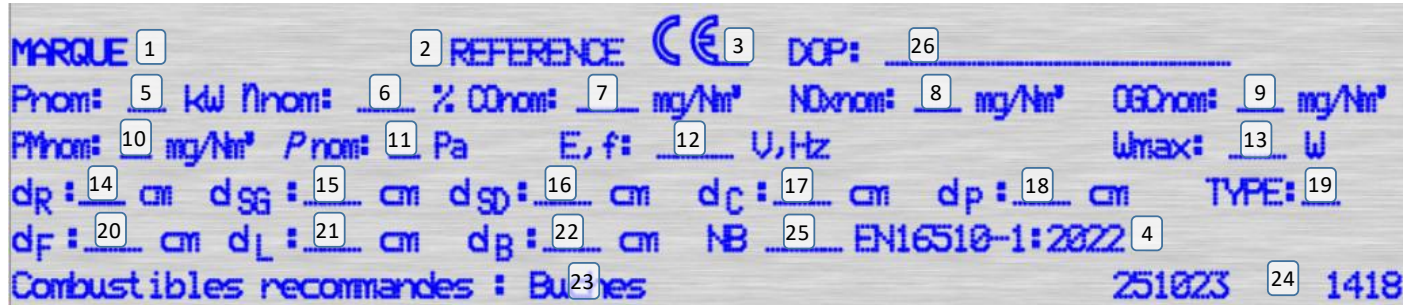 MARQUE 1 2 REFERENCE CE 3 DOP: 26
Pnom: 5 kW ηnom: 6 % COnom: 7 mg/Nm³ NOxnom: 8 mg/Nm³ OGCnom: 9 mg/Nm³
PMnom: 10 mg/Nm³ Pnom: 11 Pa E,f: 12 V,Hz Wmax: 13 W
dR: 14 cm dSG: 15 cm dSD: 16 cm dC: 17 cm dP: 18 cm TYPE: 19
dF: 20 cm dL: 21 cm dB: 22 cm NB 25 EN16510-1:2022 4
Combustibles recommandes : 23 251023 24 1418